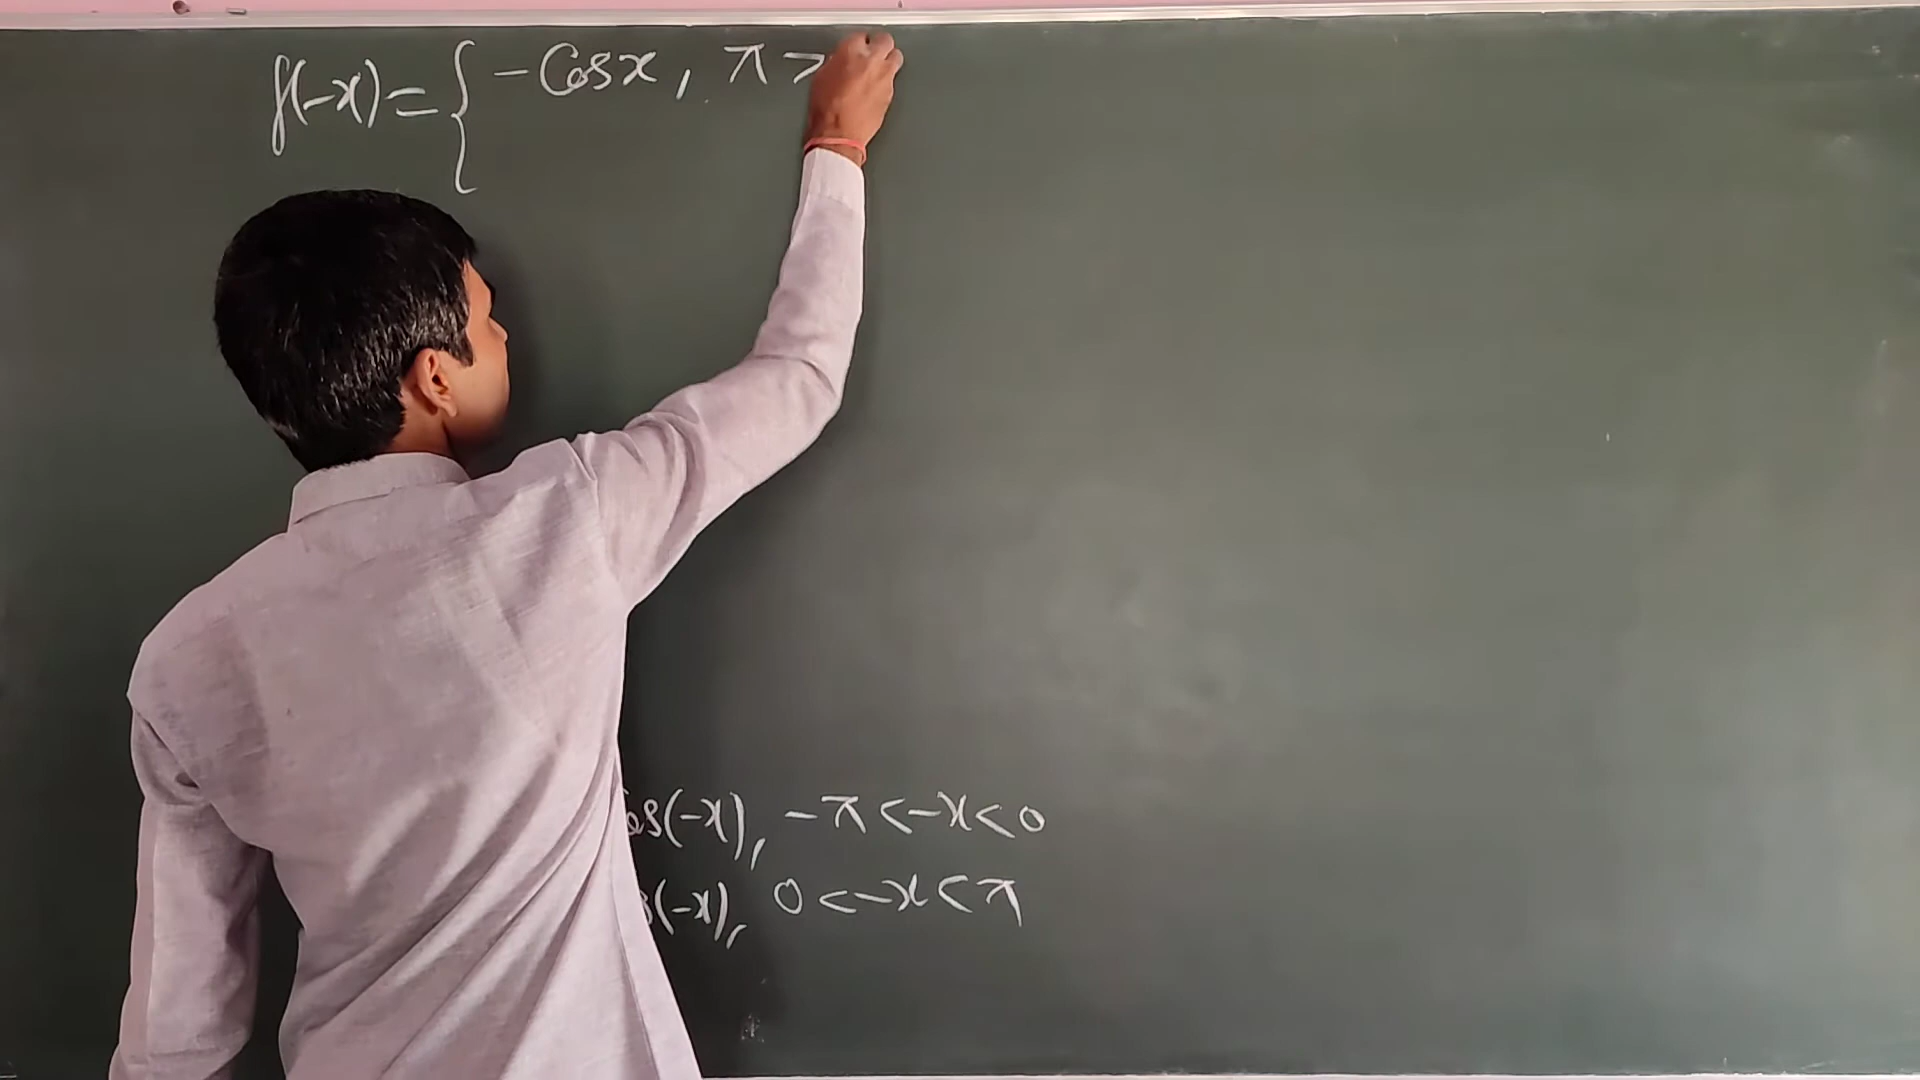 f(-x) = { -Cosx, π >
os(-x), -π < -x < 0
s(-x), 0 < -x < π